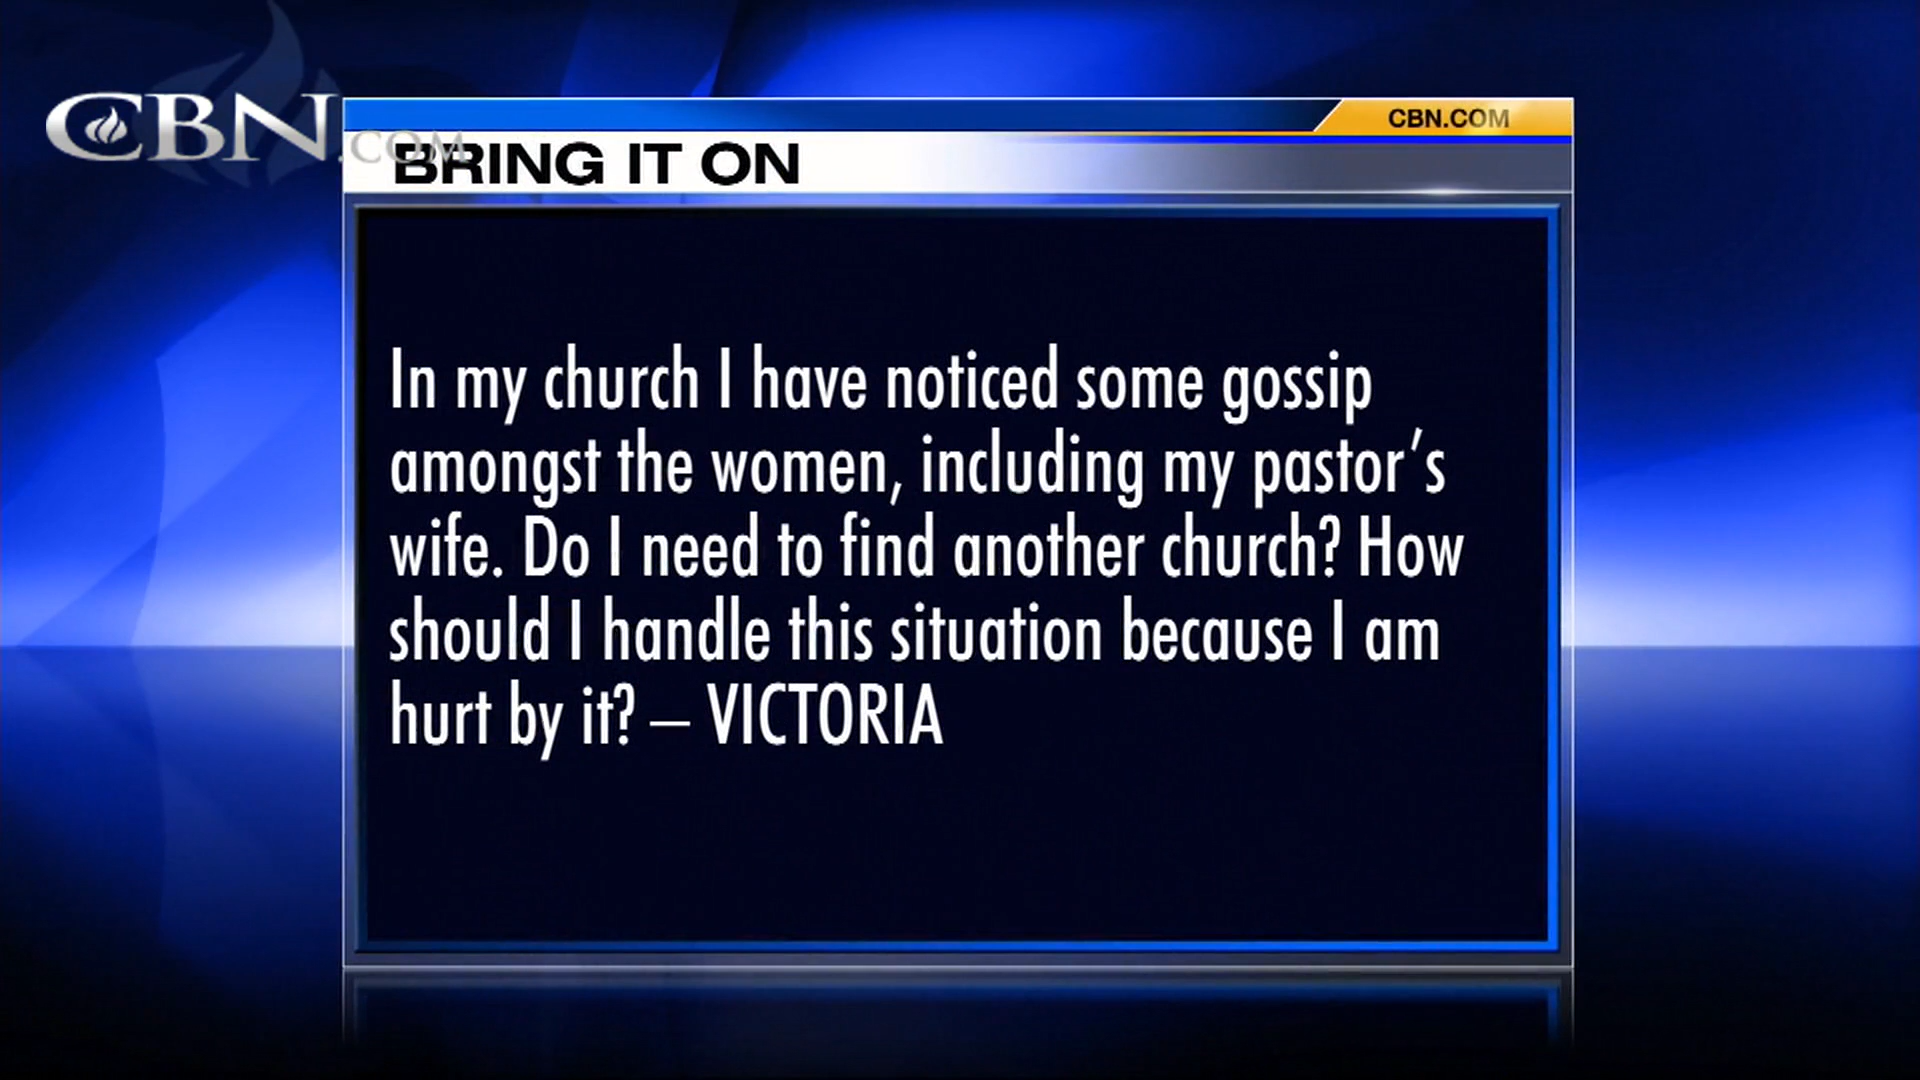 CBN.COM
CBN.COM
BRING IT ON
In my church I have noticed some gossip
amongst the women, including my pastor’s
wife. Do I need to find another church? How
should I handle this situation because I am
hurt by it? – VICTORIA